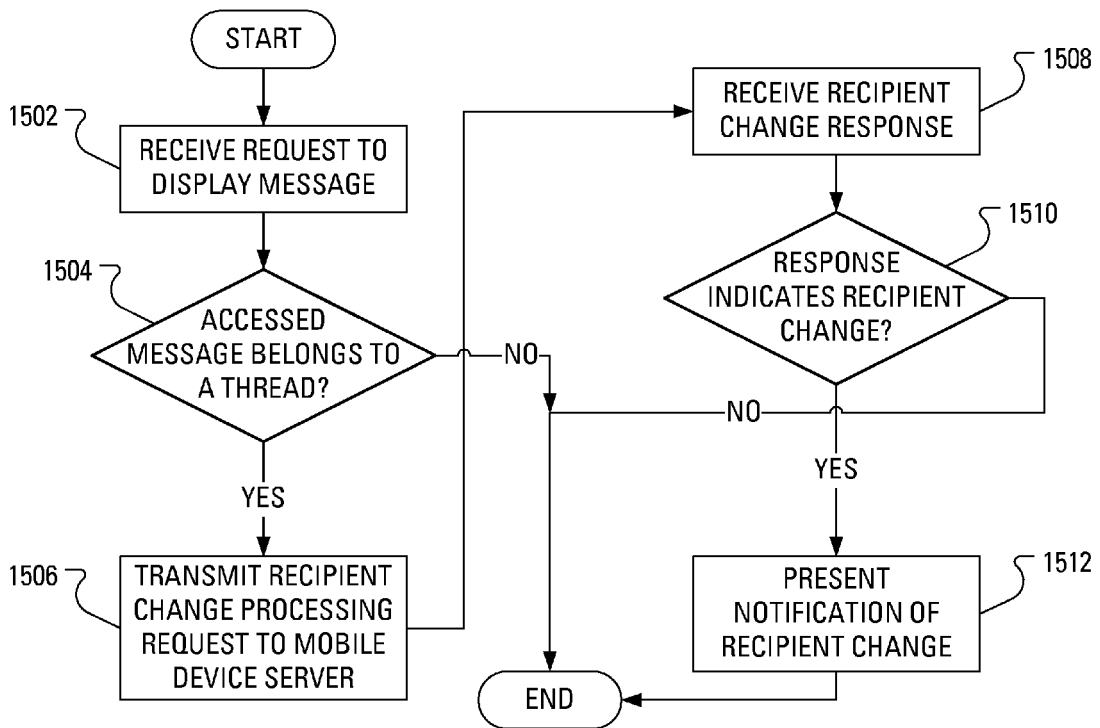 START
1502
RECEIVE REQUEST TO
DISPLAY MESSAGE
1504
ACCESSED
MESSAGE BELONGS TO
A THREAD?
NO
YES
1506
TRANSMIT RECIPIENT
CHANGE PROCESSING
REQUEST TO MOBILE
DEVICE SERVER
1508
RECEIVE RECIPIENT
CHANGE RESPONSE
1510
RESPONSE
INDICATES RECIPIENT
CHANGE?
NO
YES
1512
PRESENT
NOTIFICATION OF
RECIPIENT CHANGE
END